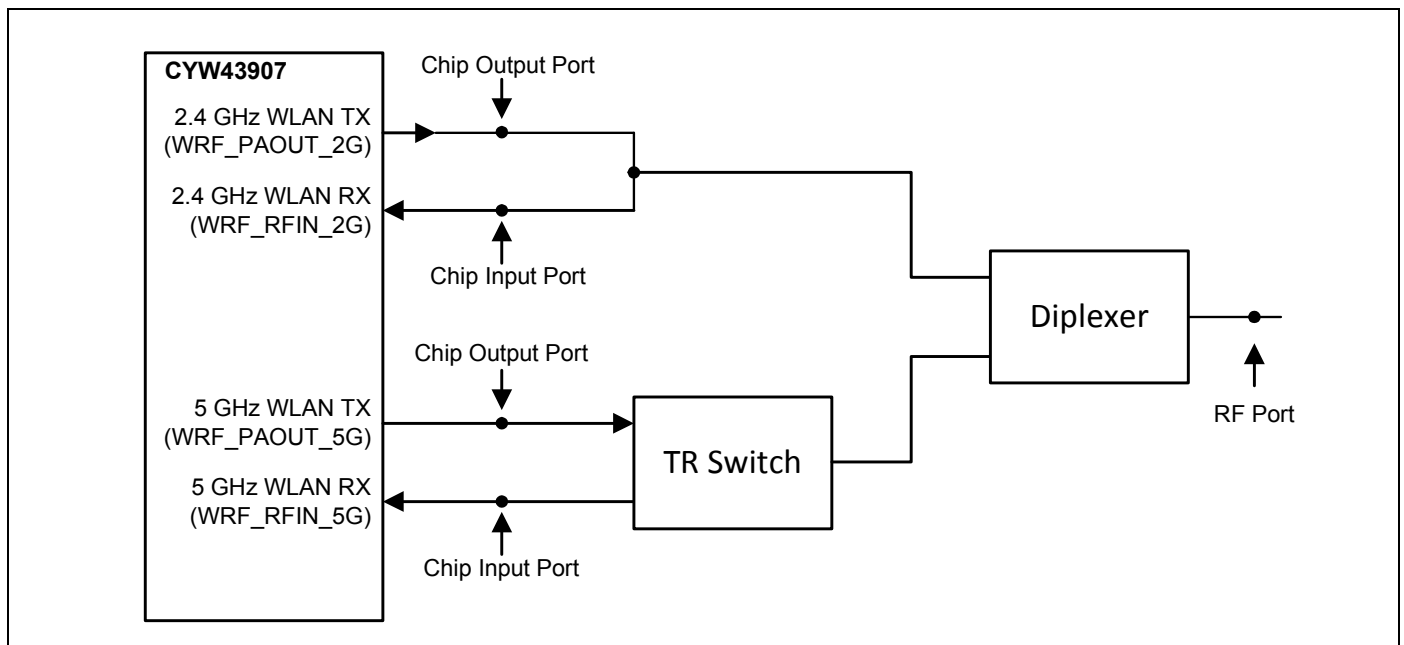 CYW43907
Chip Output Port
2.4 GHz WLAN TX
(WRF_PAOUT_2G)
2.4 GHz WLAN RX
(WRF_RFIN_2G)
Chip Input Port
Diplexer
RF Port
Chip Output Port
5 GHz WLAN TX
(WRF_PAOUT_5G)
TR Switch
5 GHz WLAN RX
(WRF_RFIN_5G)
Chip Input Port